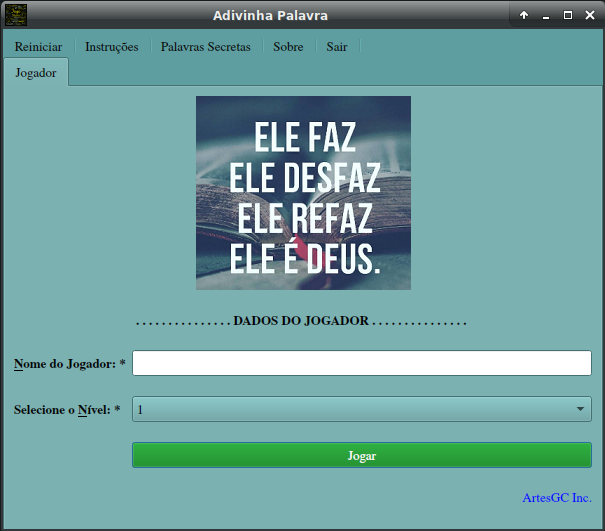 Adivinha Palavra
Reiniciar Instruções Palavras Secretas Sobre Sair
Jogador
ELE FAZ
ELE DESFAZ
ELE REFAZ
ELE É DEUS.
. . . . . . . . . . . . . . . DADOS DO JOGADOR . . . . . . . . . . . . . . .
Nome do Jogador: *
Selecione o Nível: * 1
Jogar
ArtesGC Inc.